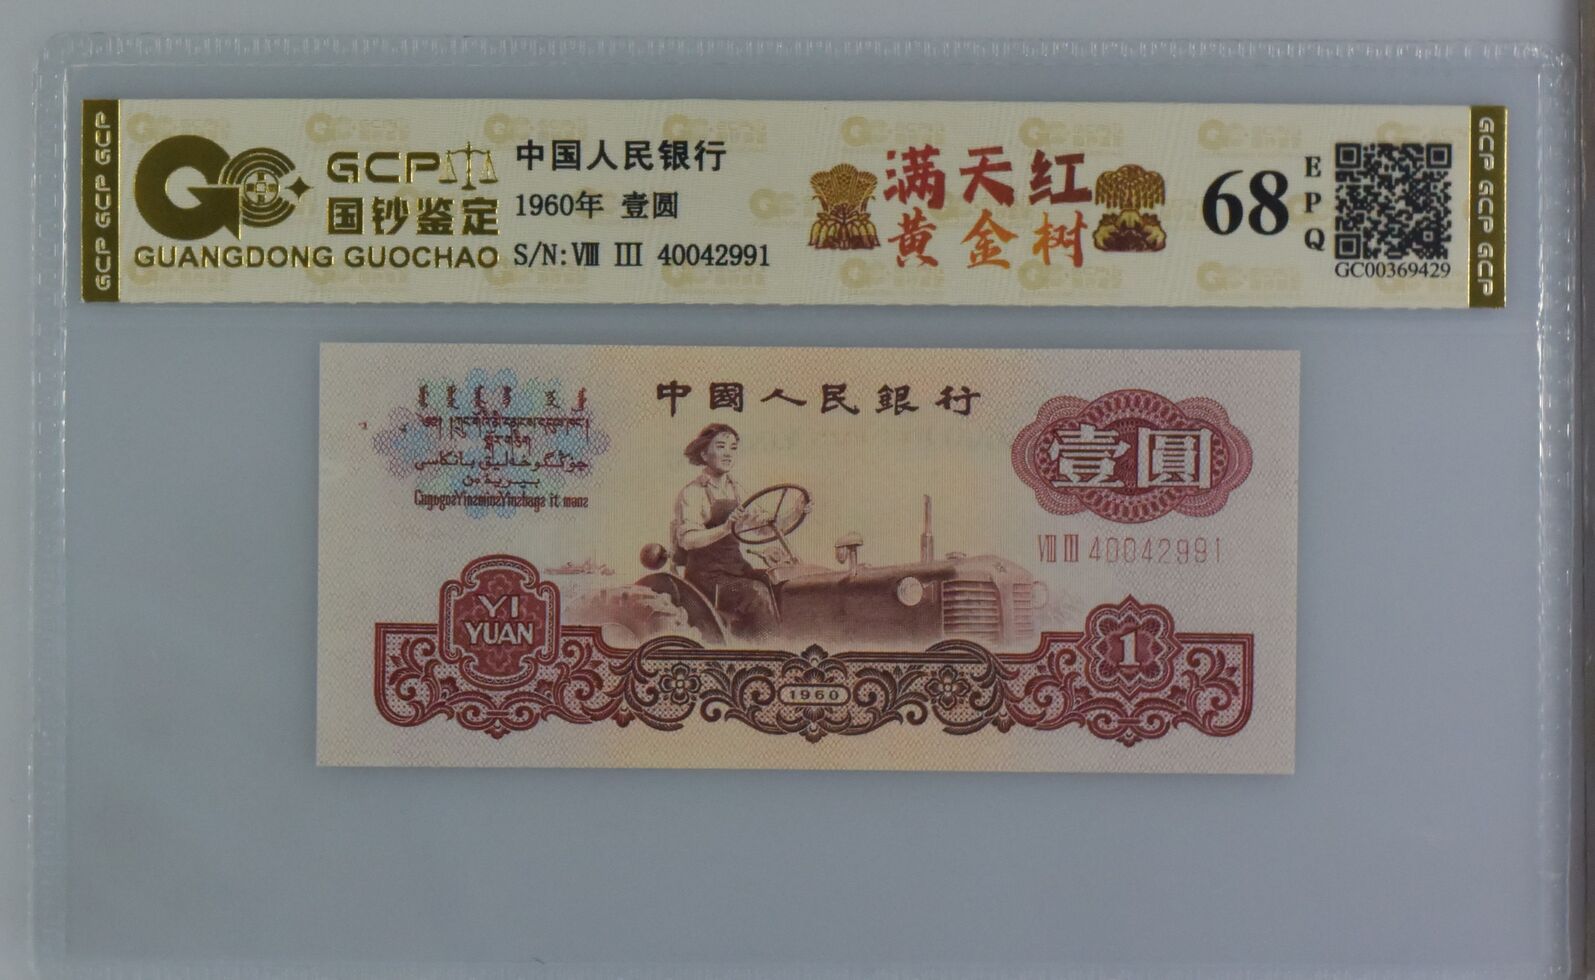 GCP
国钞鉴定
GUANGDONG GUOCHAO
中国人民银行
1960年 壹圆
S/N: Ⅷ Ⅲ 40042991
满天红
黄金树
68
EPQ
GC00369429
GCP GCP GCP
GCP GCP GCP
中國人民銀行
壹圓
Ⅷ Ⅲ 40042991
YI
YUAN
1960
1